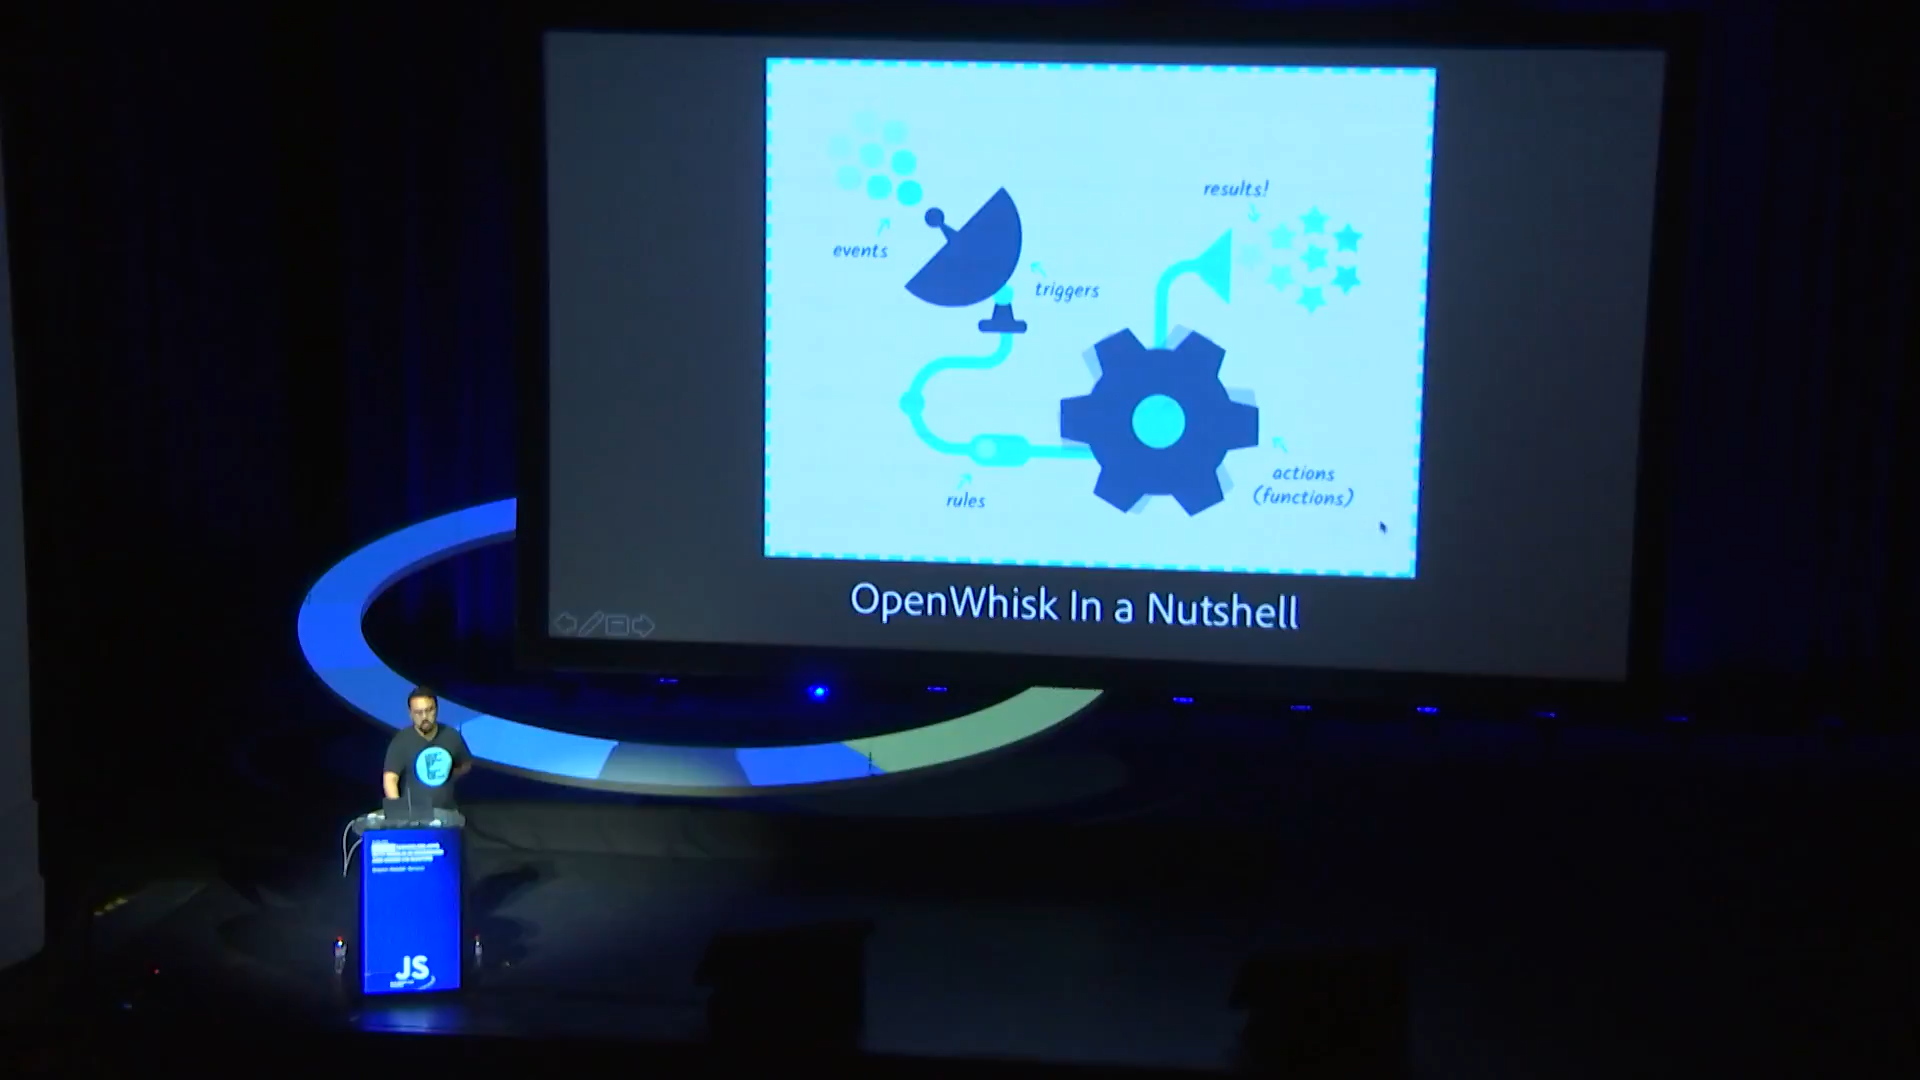 results!
events
triggers
actions
(functions)
rules
OpenWhisk In a Nutshell
JS